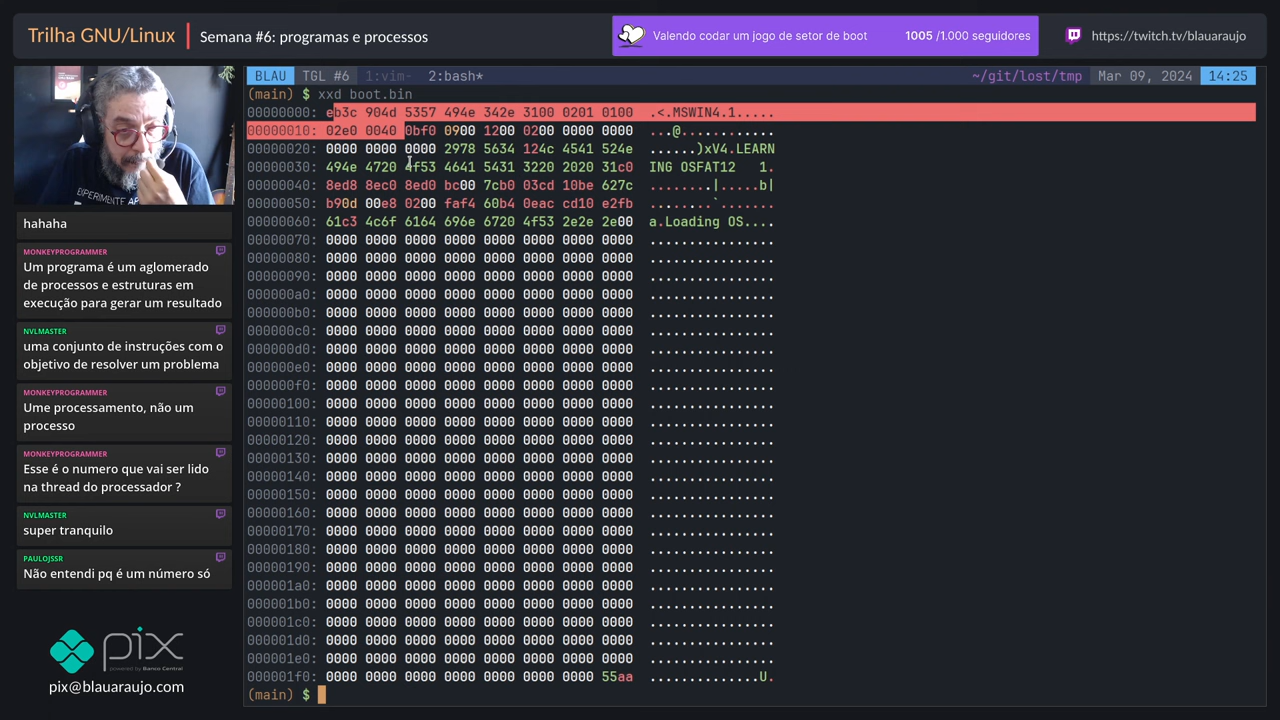 Trilha GNU/Linux
Semana #6: programas e processos
Valendo codar um jogo de setor de boot 1005 /1.000 seguidores
https://twitch.tv/blauaraujo
hahaha
MONKEYPROGRAMMER
Um programa é um aglomerado
de processos e estruturas em
execução para gerar um resultado
NVLMASTER
uma conjunto de instruções com o
objetivo de resolver um problema
MONKEYPROGRAMMER
Ume processamento, não um
processo
MONKEYPROGRAMMER
Esse é o numero que vai ser lido
na thread do processador ?
NVLMASTER
super tranquilo
PAULOJSSR
Não entendi pq é um número só
pix
powered by Banco Central
pix@blauaraujo.com
BLAU TGL #6 1:vim- 2:bash* ~/git/lost/tmp Mar 09, 2024 14:25
(main) $ xxd boot.bin
00000000: eb3c 904d 5357 494e 342e 3100 0201 0100 .<.MSWIN4.1.....
00000010: 02e0 0040 0bf0 0900 1200 0200 0000 0000 ...@............
00000020: 0000 0000 0000 2978 5634 124c 4541 524e ......)xV4.LEARN
00000030: 494e 4720 4f53 4641 5431 3220 2020 31c0 ING OSFAT12   1.
00000040: 8ed8 8ec0 8ed0 bc00 7cb0 03cd 10be 627c ........|.....b|
00000050: b90d 00e8 0200 faf4 60b4 0eac cd10 e2fb ........`.......
00000060: 61c3 4c6f 6164 696e 6720 4f53 2e2e 2e00 a.Loading OS....
00000070: 0000 0000 0000 0000 0000 0000 0000 0000 ................
00000080: 0000 0000 0000 0000 0000 0000 0000 0000 ................
00000090: 0000 0000 0000 0000 0000 0000 0000 0000 ................
000000a0: 0000 0000 0000 0000 0000 0000 0000 0000 ................
000000b0: 0000 0000 0000 0000 0000 0000 0000 0000 ................
000000c0: 0000 0000 0000 0000 0000 0000 0000 0000 ................
000000d0: 0000 0000 0000 0000 0000 0000 0000 0000 ................
000000e0: 0000 0000 0000 0000 0000 0000 0000 0000 ................
000000f0: 0000 0000 0000 0000 0000 0000 0000 0000 ................
00000100: 0000 0000 0000 0000 0000 0000 0000 0000 ................
00000110: 0000 0000 0000 0000 0000 0000 0000 0000 ................
00000120: 0000 0000 0000 0000 0000 0000 0000 0000 ................
00000130: 0000 0000 0000 0000 0000 0000 0000 0000 ................
00000140: 0000 0000 0000 0000 0000 0000 0000 0000 ................
00000150: 0000 0000 0000 0000 0000 0000 0000 0000 ................
00000160: 0000 0000 0000 0000 0000 0000 0000 0000 ................
00000170: 0000 0000 0000 0000 0000 0000 0000 0000 ................
00000180: 0000 0000 0000 0000 0000 0000 0000 0000 ................
00000190: 0000 0000 0000 0000 0000 0000 0000 0000 ................
000001a0: 0000 0000 0000 0000 0000 0000 0000 0000 ................
000001b0: 0000 0000 0000 0000 0000 0000 0000 0000 ................
000001c0: 0000 0000 0000 0000 0000 0000 0000 0000 ................
000001d0: 0000 0000 0000 0000 0000 0000 0000 0000 ................
000001e0: 0000 0000 0000 0000 0000 0000 0000 0000 ................
000001f0: 0000 0000 0000 0000 0000 0000 0000 55aa ..............U.
(main) $